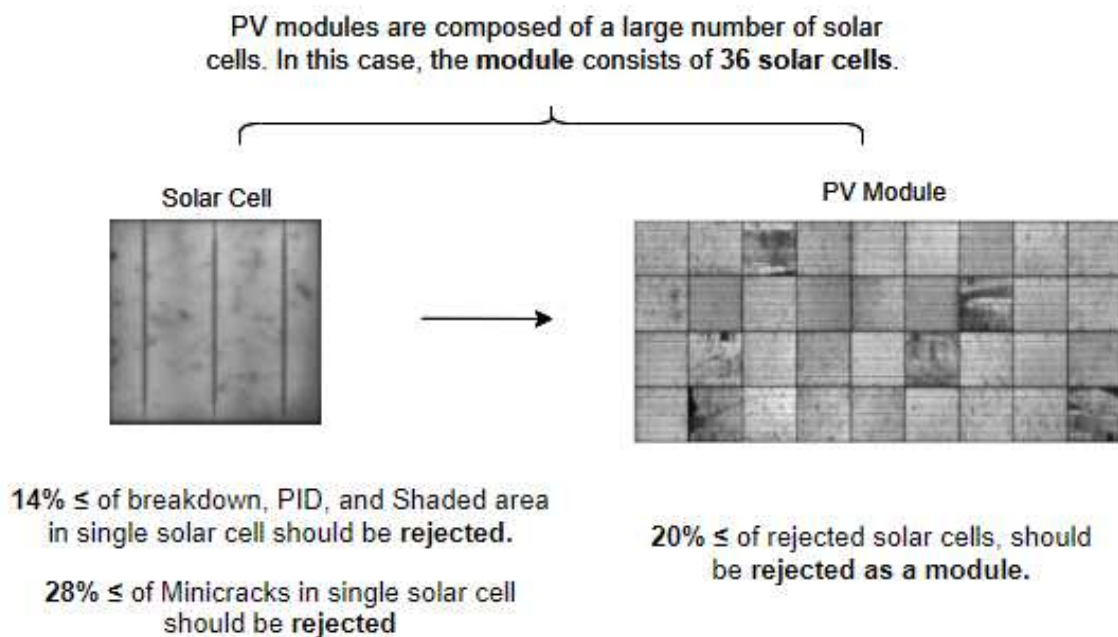 PV modules are composed of a large number of solar
cells. In this case, the module consists of 36 solar cells.
Solar Cell
PV Module
14% ≤ of breakdown, PID, and Shaded area
in single solar cell should be rejected.
28% ≤ of Minicracks in single solar cell
should be rejected
20% ≤ of rejected solar cells, should
be rejected as a module.